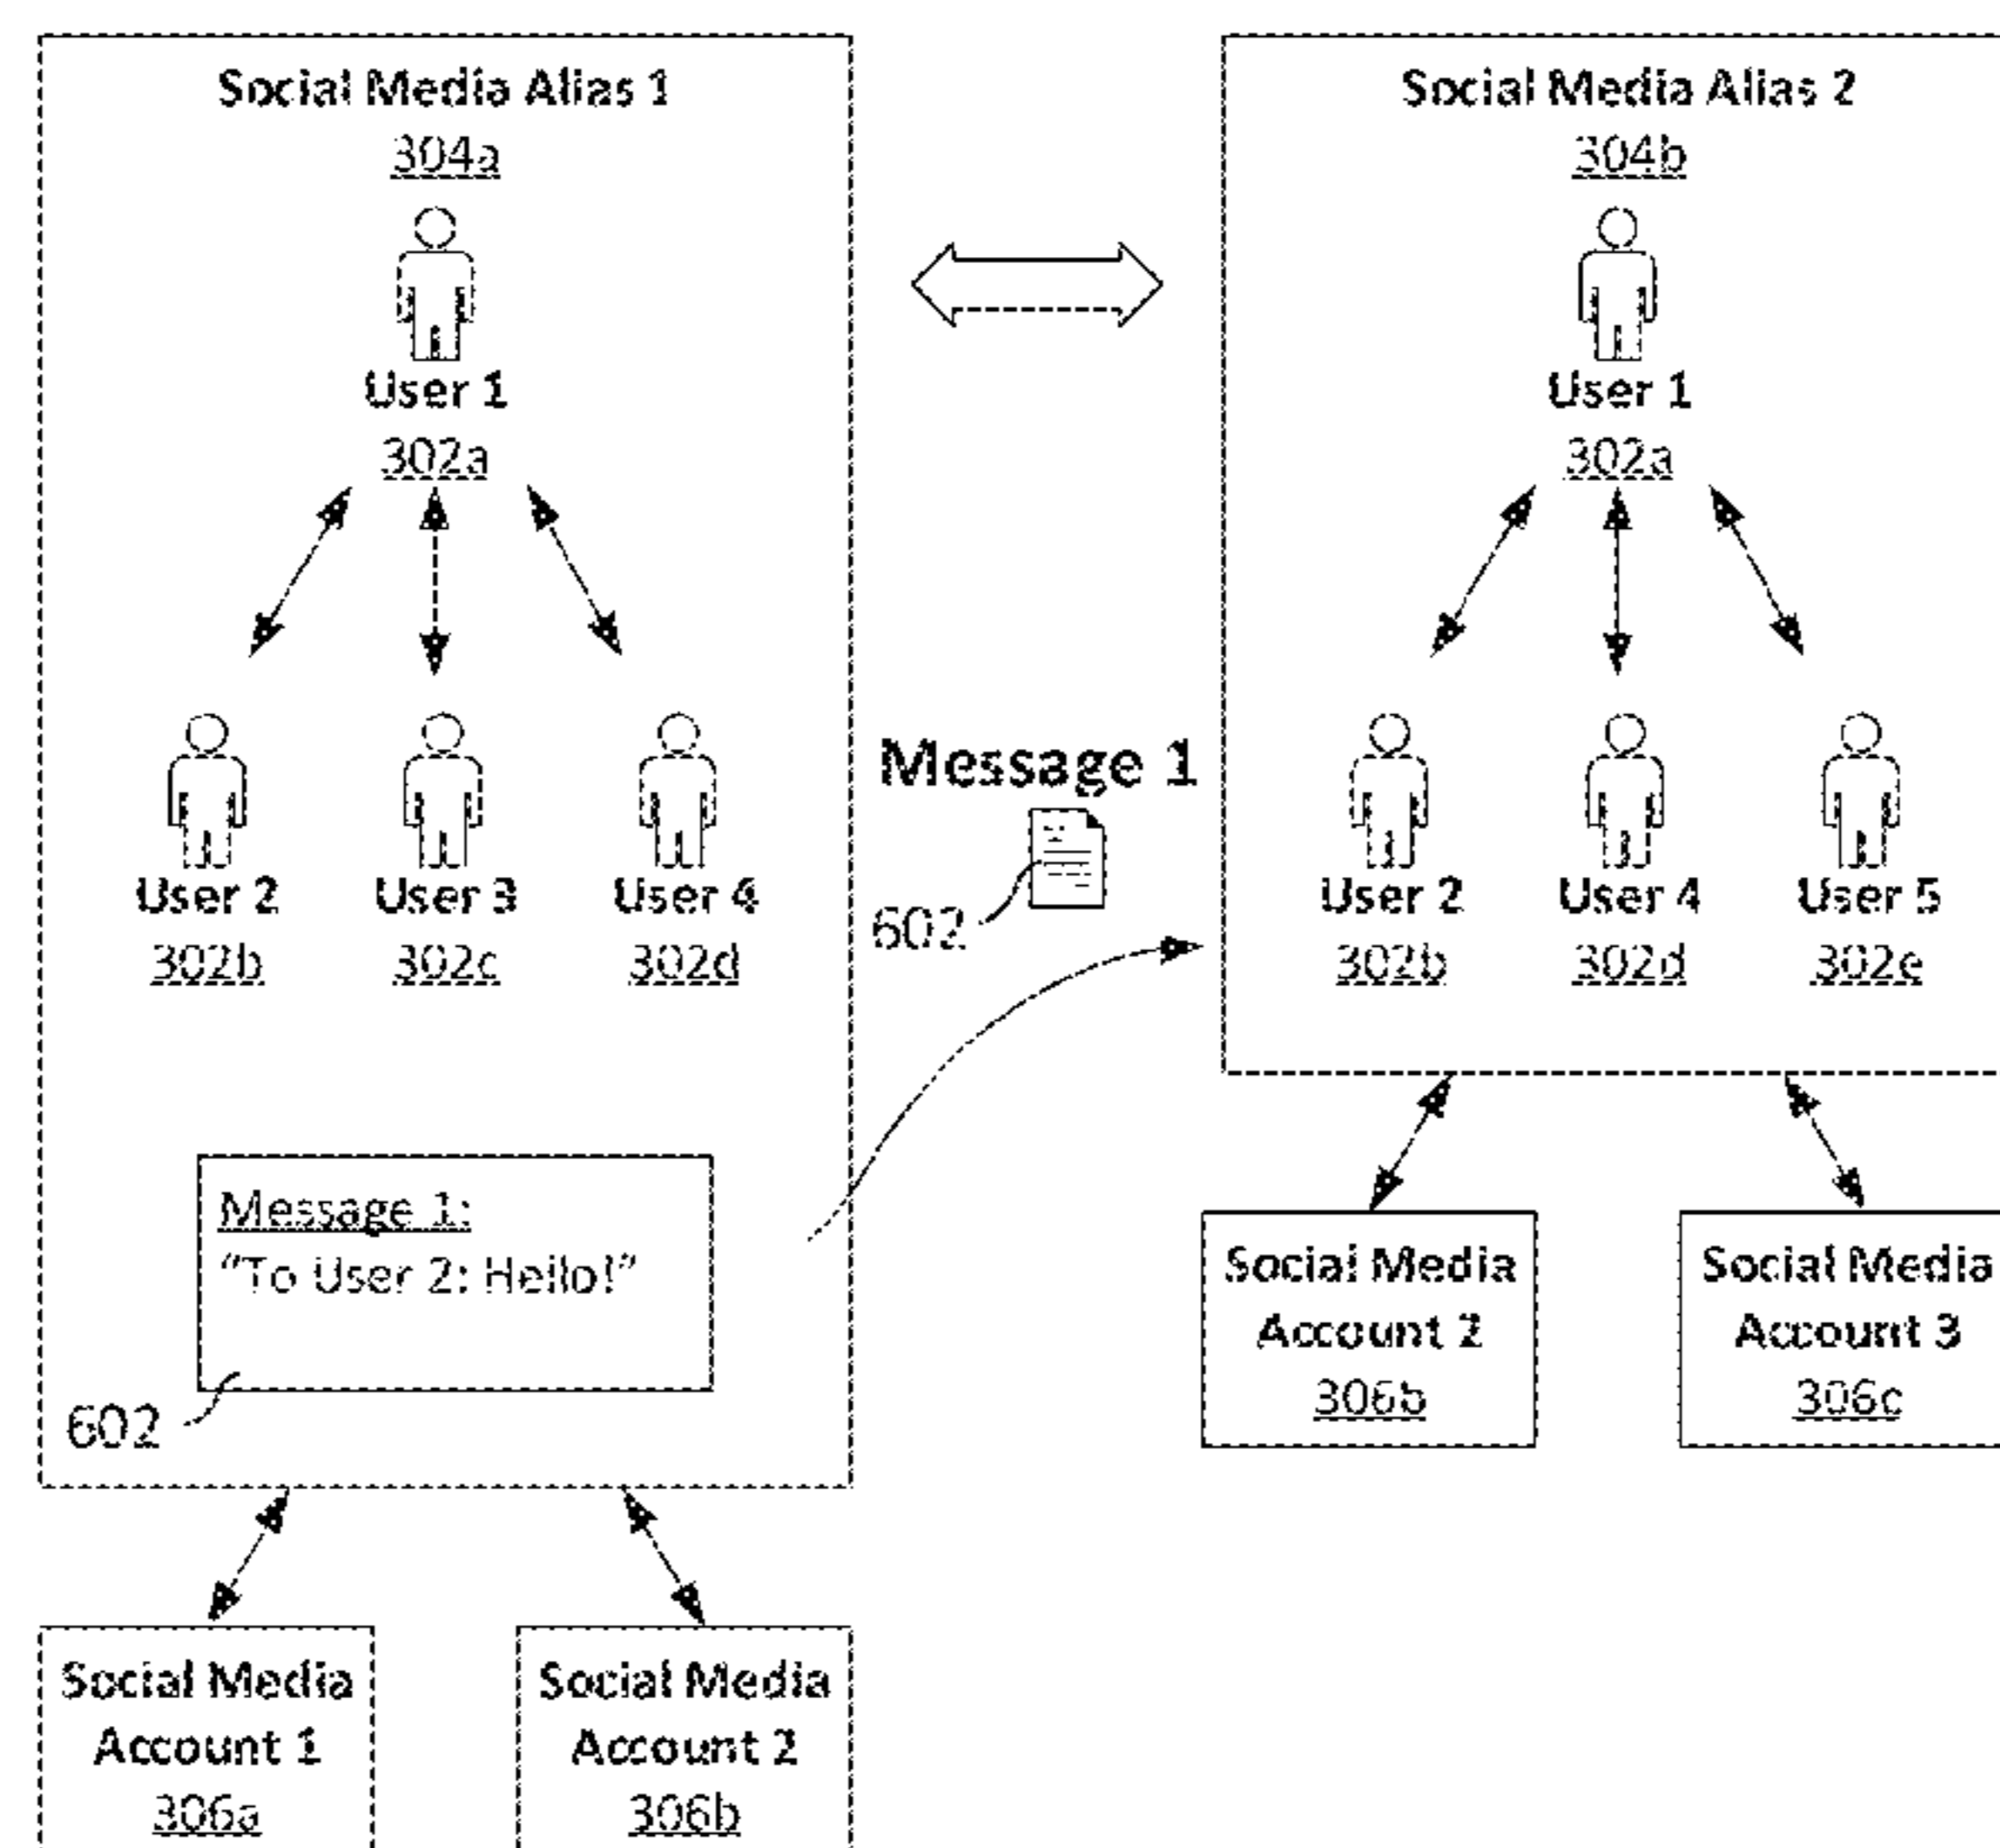 Social Media Alias 1
304a
User 1
302a
User 2
302b
User 3
302c
User 4
302d
Message 1:
“To User 2: Hello!”
602
Social Media
Account 1
306a
Social Media
Account 2
306b
Message 1
602
Social Media Alias 2
304b
User 1
302a
User 2
302b
User 4
302d
User 5
302e
Social Media
Account 2
306b
Social Media
Account 3
306c